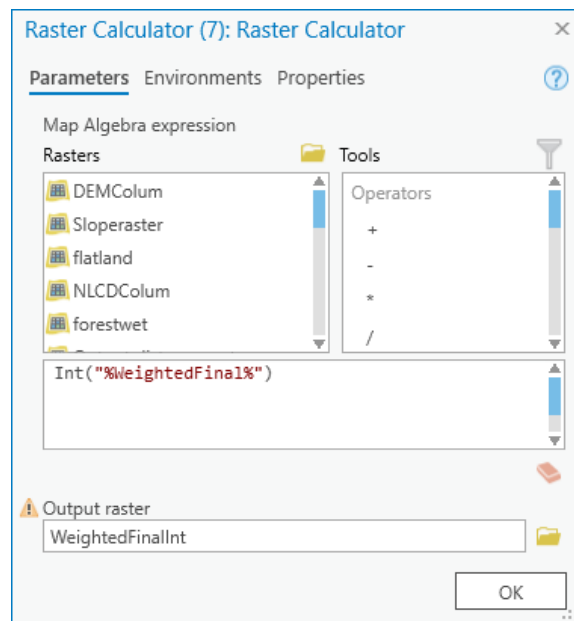 Raster Calculator (7): Raster Calculator
Parameters Environments Properties
Map Algebra expression
Rasters Tools
DEMColum
Sloperaster
flatland
NLCDColum
forestwet
Operators
+
-
*
/
Int("%WeightedFinal%")
Output raster
WeightedFinalInt
OK